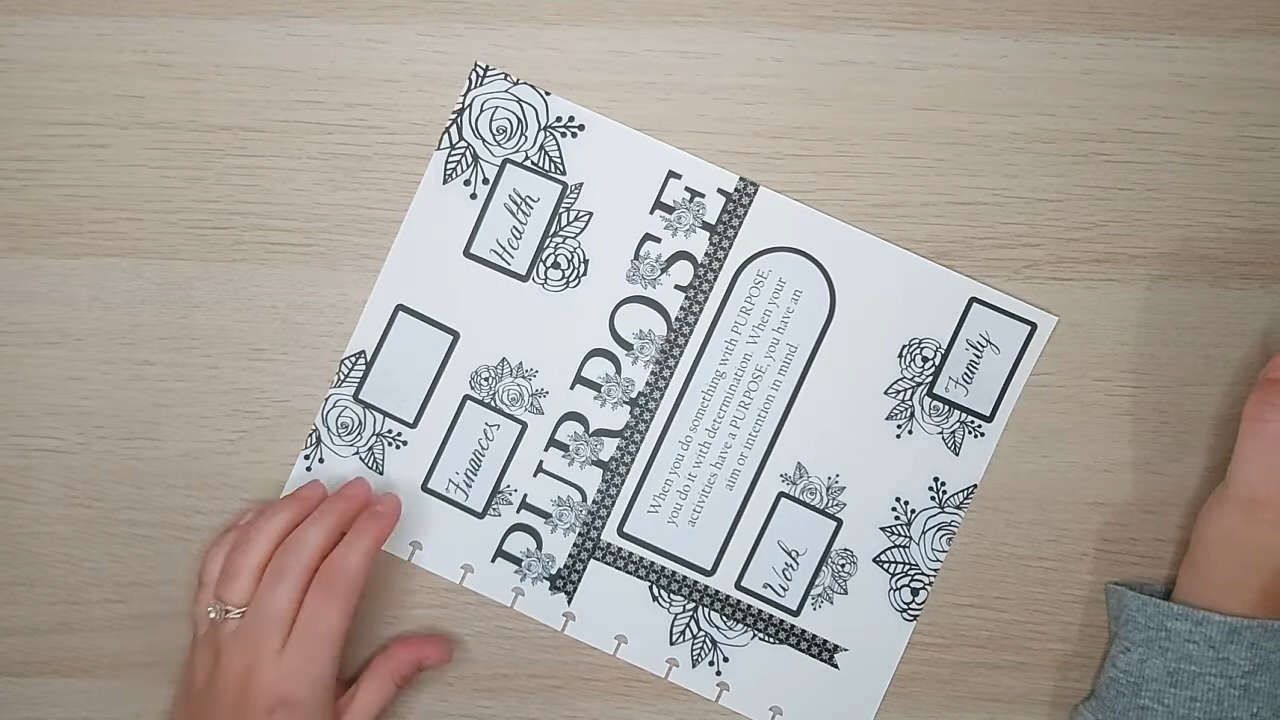 Health
Finances
PURPOSE
When you do something with PURPOSE,
you do it with determination. When your
activities have a PURPOSE, you have an
aim or intention in mind
Work
Family